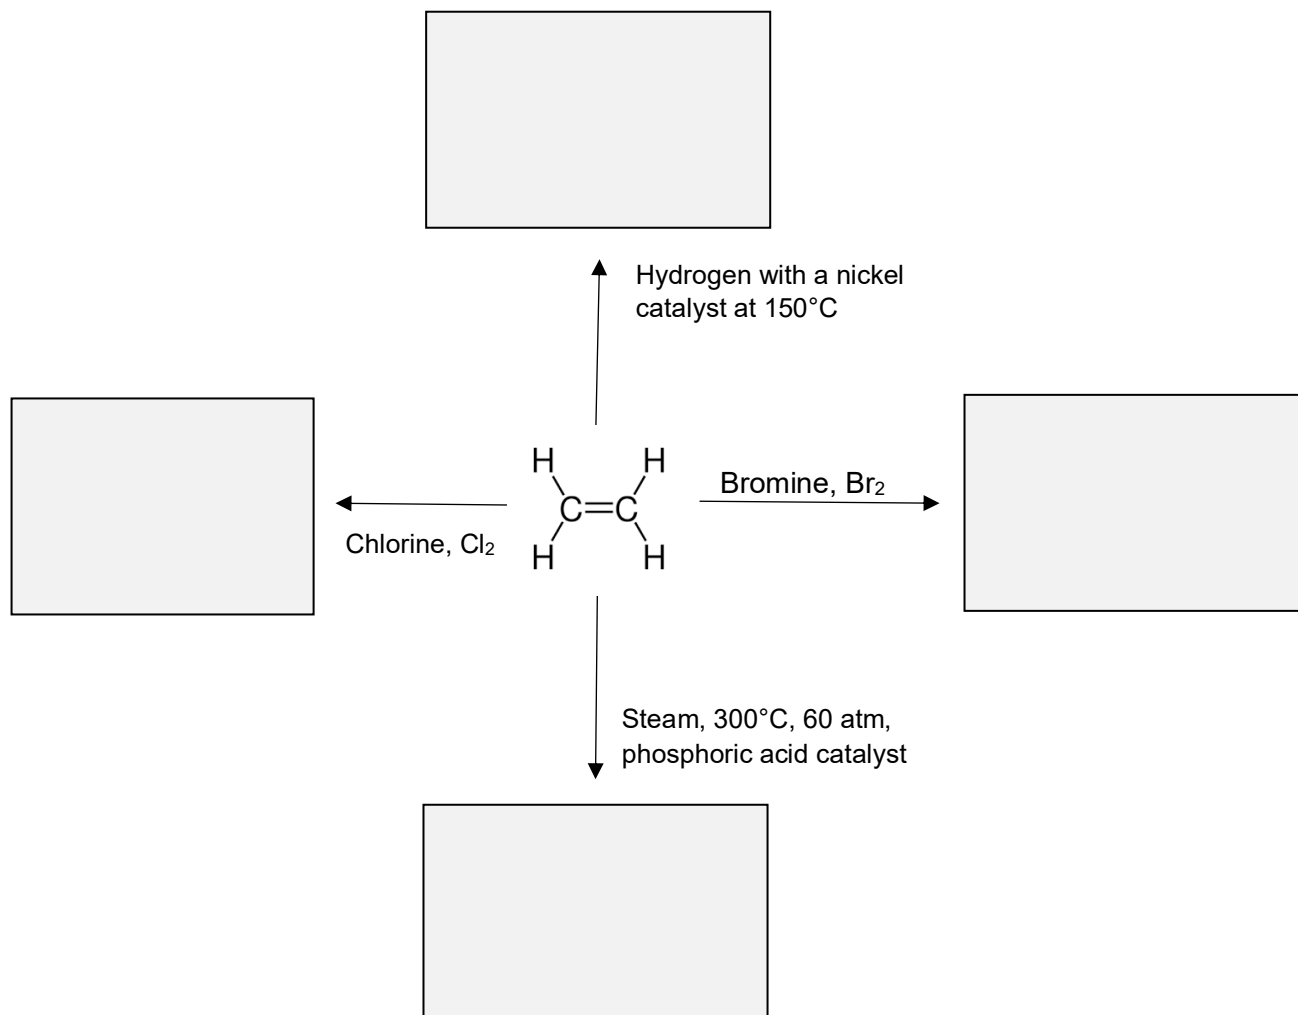 Hydrogen with a nickel
catalyst at 150°C
H H
Bromine, Br₂
C=C
Chlorine, Cl₂
H H
Steam, 300°C, 60 atm,
phosphoric acid catalyst